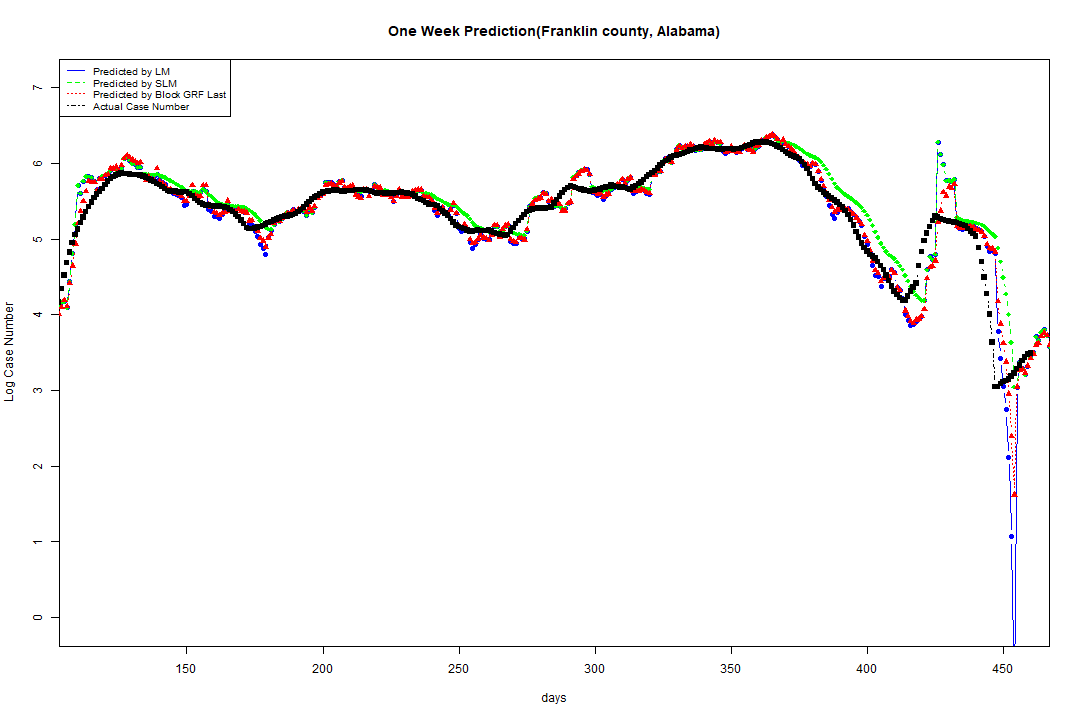 One Week Prediction(Franklin county, Alabama)
Predicted by LM
Predicted by SLM
Predicted by Block GRF Last
Actual Case Number
7
6
5
4
3
2
1
0
Log Case Number
150 200 250 300 350 400 450
days